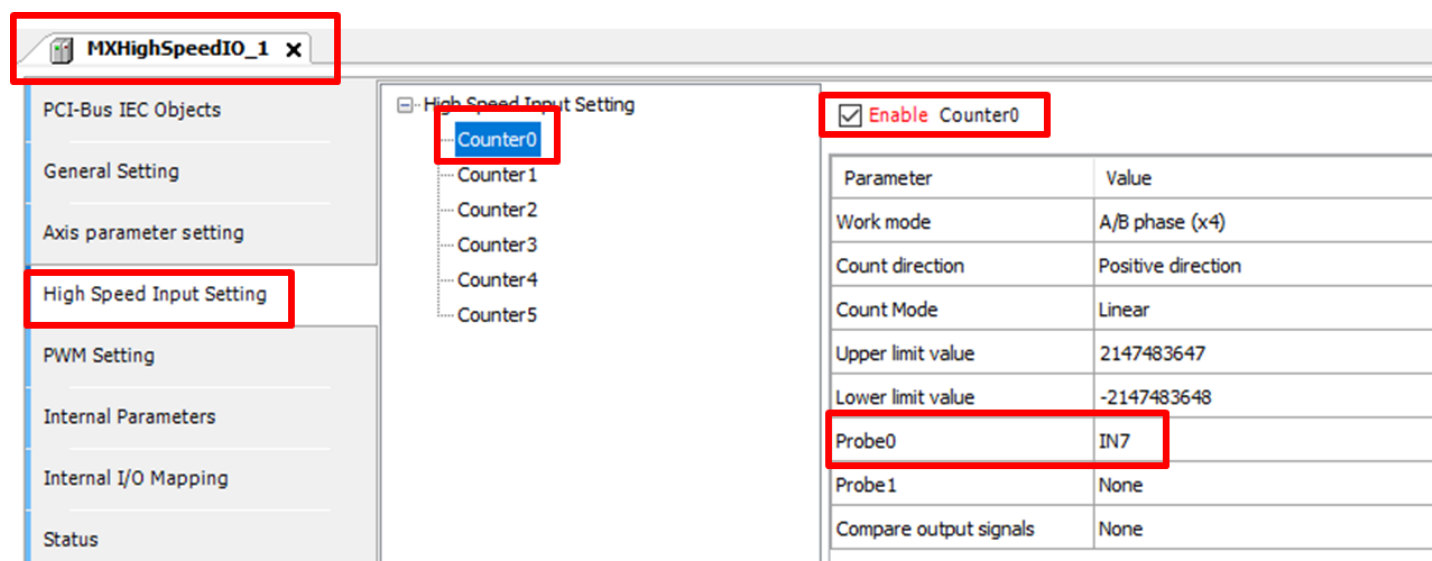 MXHighSpeedIO_1
PCI-Bus IEC Objects
General Setting
Axis parameter setting
High Speed Input Setting
PWM Setting
Internal Parameters
Internal I/O Mapping
Status
High Speed Input Setting
Counter0
Counter1
Counter2
Counter3
Counter4
Counter5
Enable Counter0
Parameter Value
Work mode A/B phase (x4)
Count direction Positive direction
Count Mode Linear
Upper limit value 2147483647
Lower limit value -2147483648
Probe0 IN7
Probe1 None
Compare output signals None